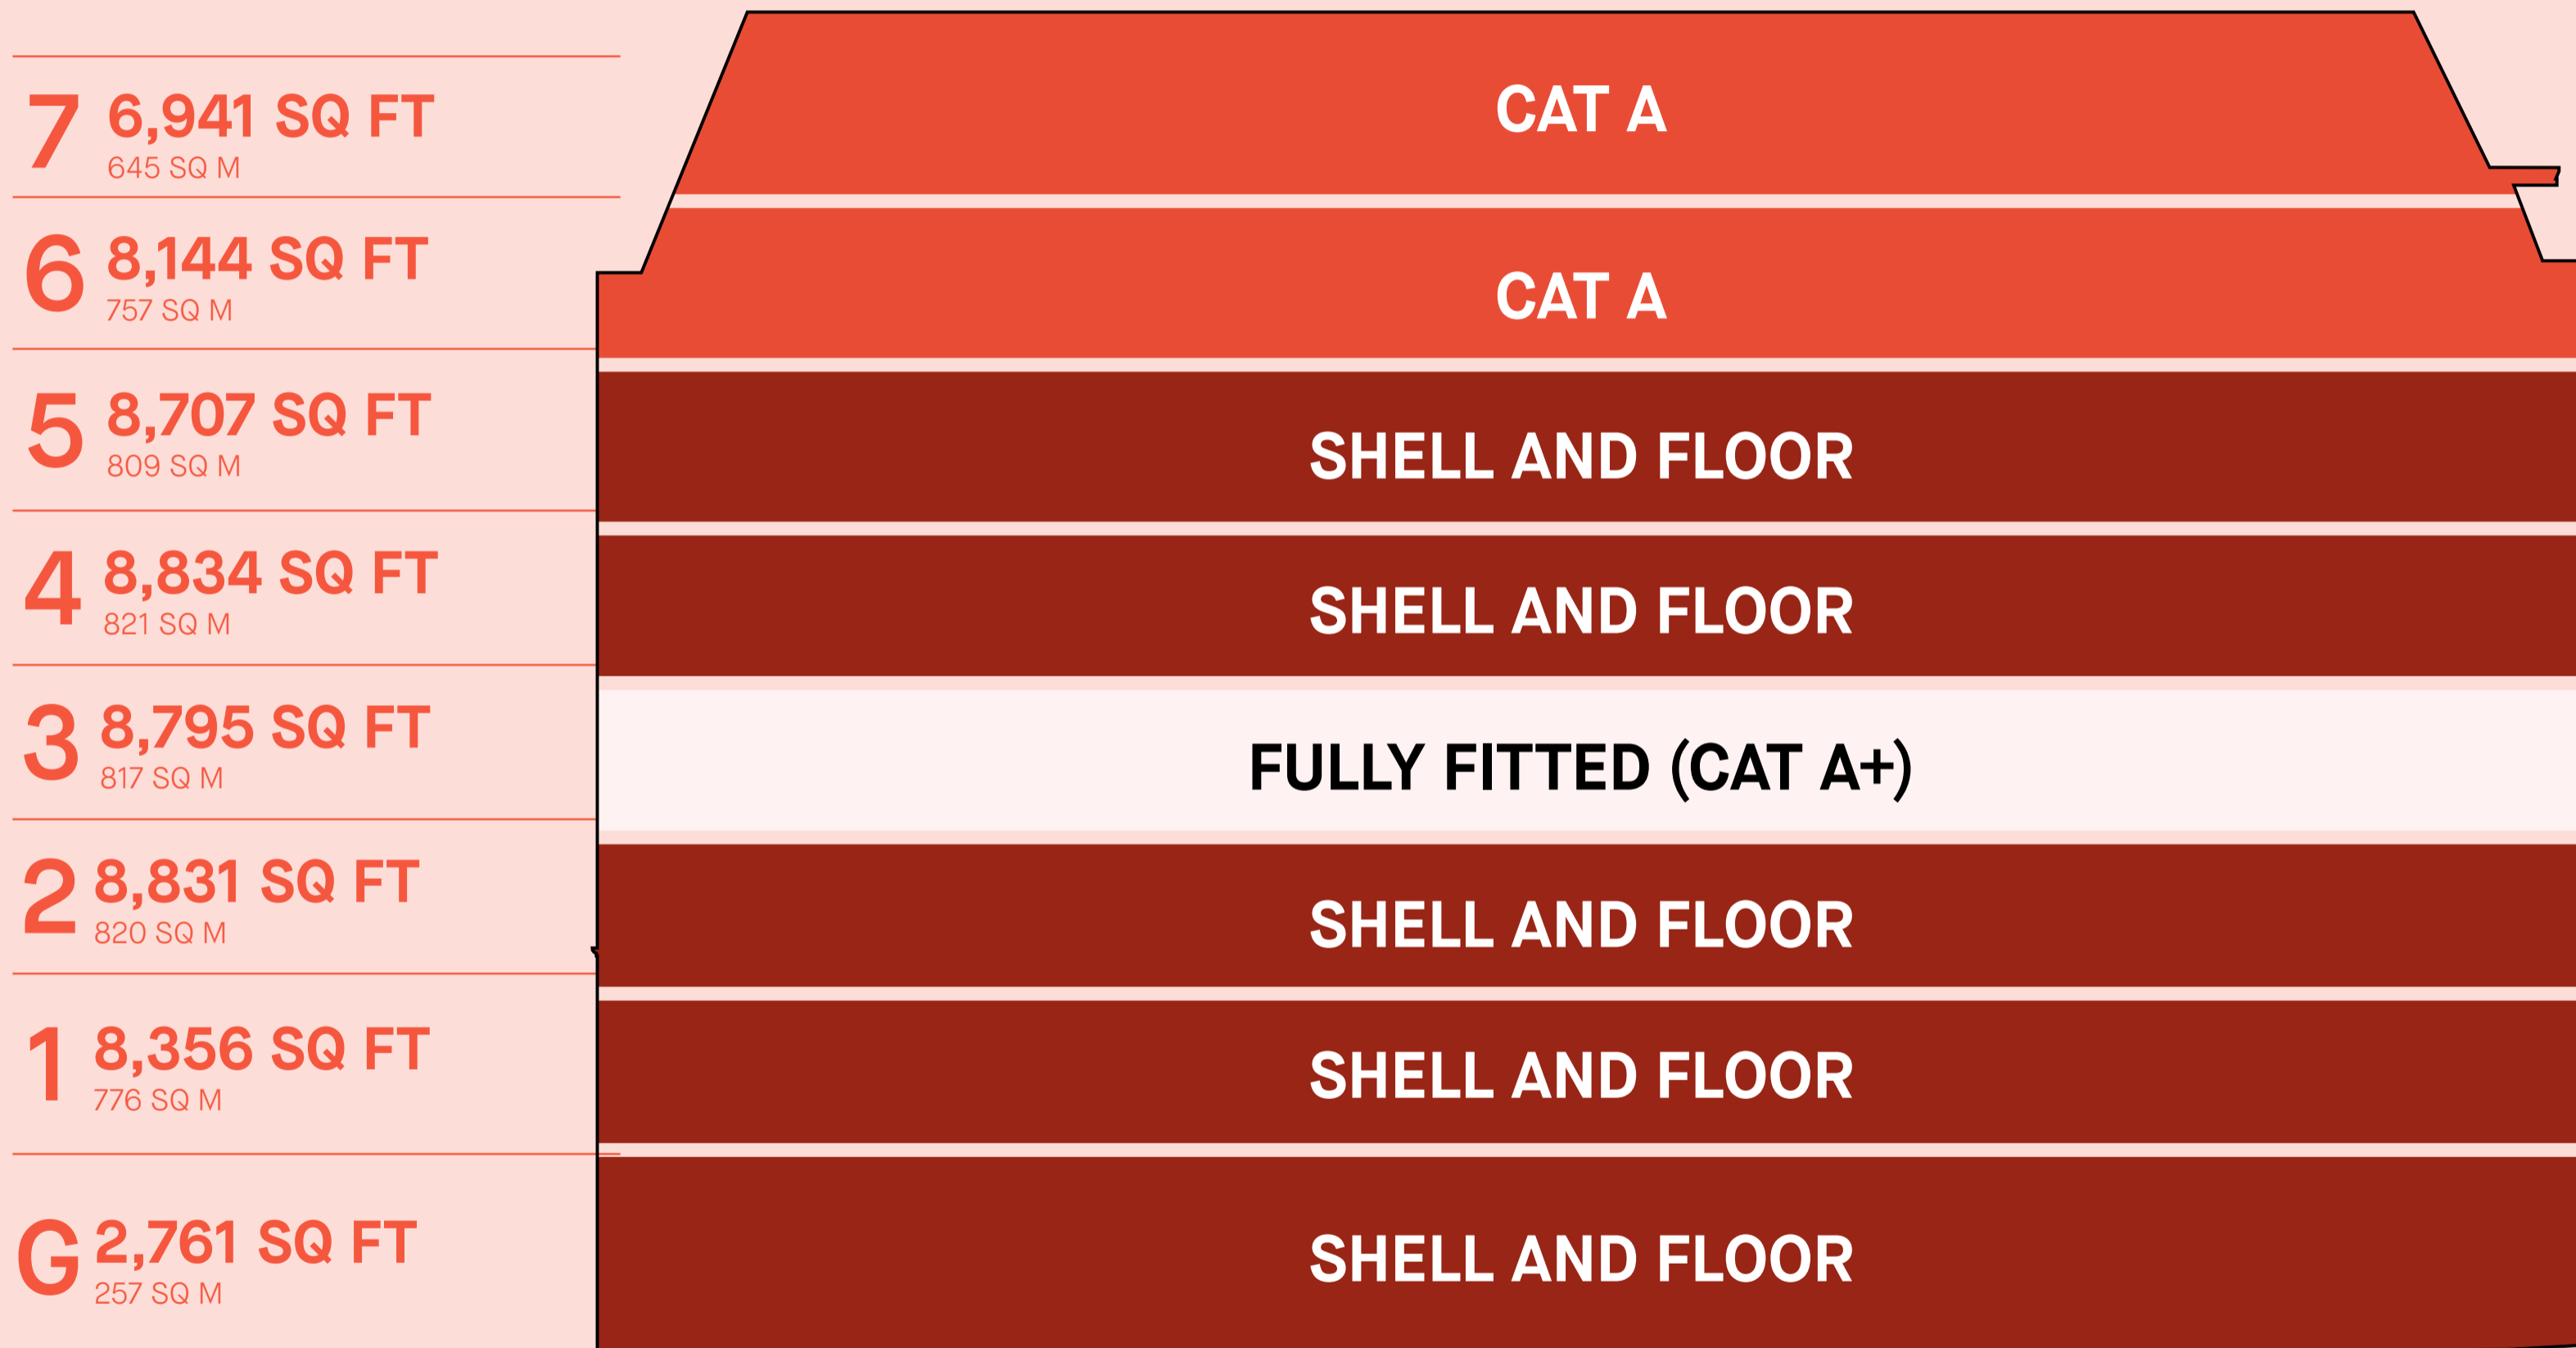 7 6,941 SQ FT
645 SQ M
CAT A
6 8,144 SQ FT
757 SQ M
CAT A
5 8,707 SQ FT
809 SQ M
SHELL AND FLOOR
4 8,834 SQ FT
821 SQ M
SHELL AND FLOOR
3 8,795 SQ FT
817 SQ M
FULLY FITTED (CAT A+)
2 8,831 SQ FT
820 SQ M
SHELL AND FLOOR
1 8,356 SQ FT
776 SQ M
SHELL AND FLOOR
G 2,761 SQ FT
257 SQ M
SHELL AND FLOOR